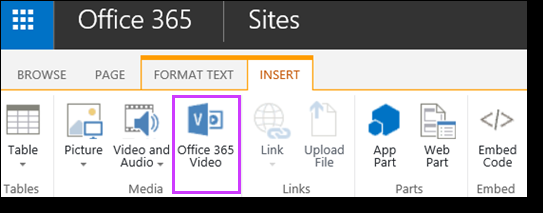 Office 365 Sites
BROWSE PAGE FORMAT TEXT INSERT
Table Picture Video and Audio Office 365 Video Link Upload File App Part Web Part Embed Code
Tables Media Links Parts Embed